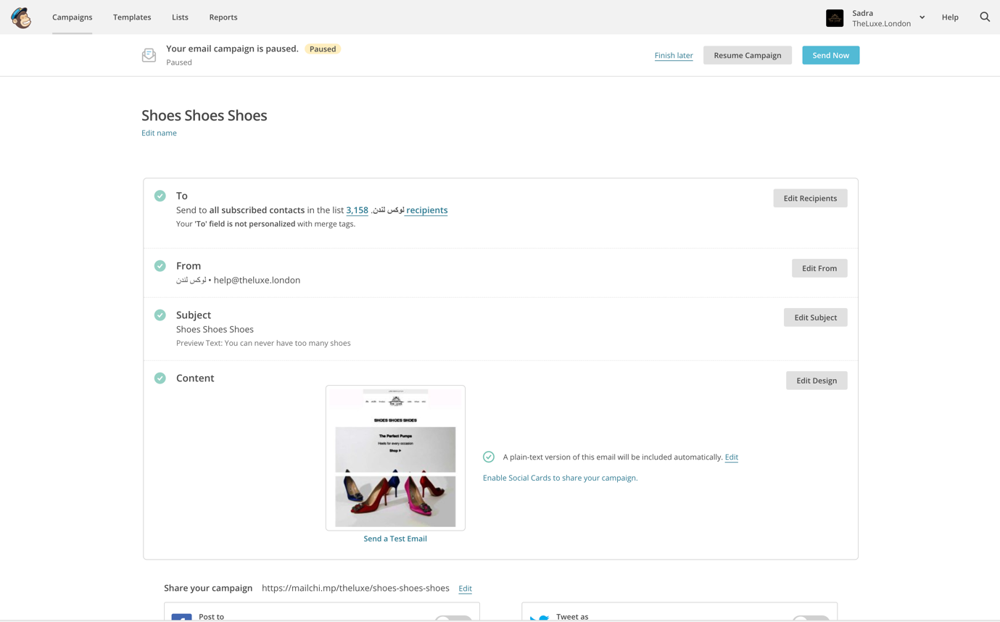 Campaigns
Templates
Lists
Reports
Sadra
TheLuxe.London
Help
Your email campaign is paused. Paused
Paused
Finish later
Resume Campaign
Send Now
Shoes Shoes Shoes
Edit name
To
Send to all subscribed contacts in the list 3,158 .لوکس لندن recipients
Your 'To' field is not personalized with merge tags.
Edit Recipients
From
لوکس لندن • help@theluxe.london
Edit From
Subject
Shoes Shoes Shoes
Preview Text: You can never have too many shoes
Edit Subject
Content
Edit Design
THE LUXE
SHOES SHOES SHOES
The Perfect Pumps
Heels for every occasion
Shop
A plain-text version of this email will be included automatically. Edit
Enable Social Cards to share your campaign.
Send a Test Email
Share your campaign https://mailchi.mp/theluxe/shoes-shoes-shoes Edit
Post to
Tweet as